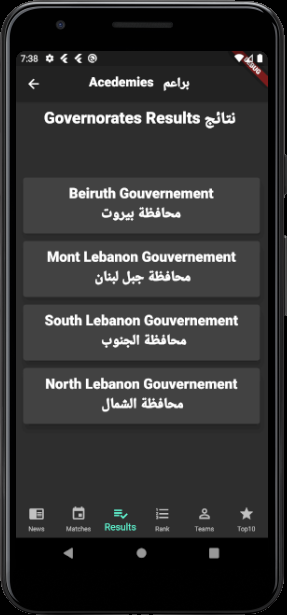 7:38
DEBUG
Acedemies براعم
Governorates Results نتائج
Beiruth Gouvernement
محافظة بيروت
Mont Lebanon Gouvernement
محافظة جبل لبنان
South Lebanon Gouvernement
محافظة الجنوب
North Lebanon Gouvernement
محافظة الشمال
News Matches Results Rank Teams Top10